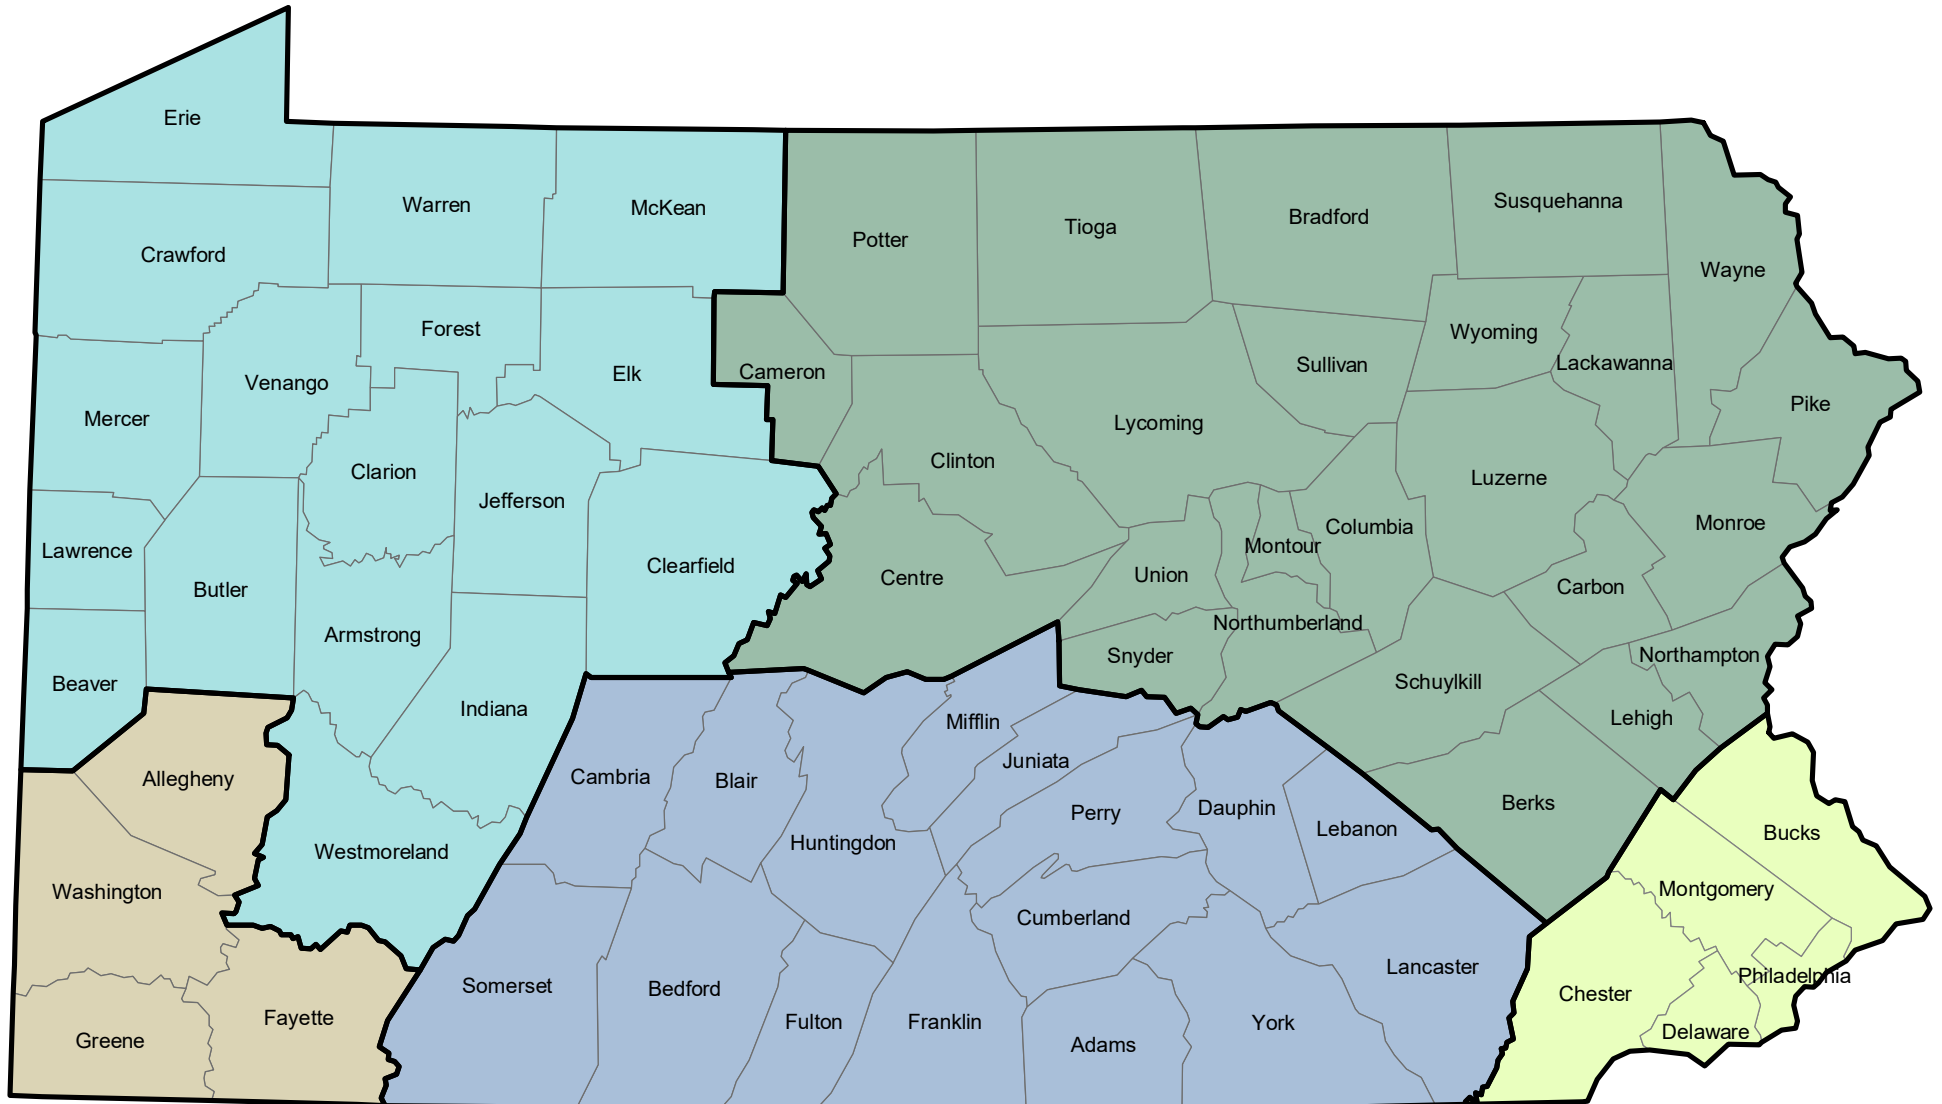 Erie
Warren
McKean
Crawford
Potter
Tioga
Bradford
Susquehanna
Wayne
Forest
Venango
Elk
Cameron
Mercer
Sullivan
Wyoming
Lackawanna
Pike
Lycoming
Clinton
Clarion
Jefferson
Luzerne
Monroe
Columbia
Montour
Lawrence
Clearfield
Centre
Union
Carbon
Butler
Armstrong
Northumberland
Snyder
Northampton
Beaver
Indiana
Schuylkill
Lehigh
Mifflin
Juniata
Allegheny
Cambria
Blair
Huntingdon
Perry
Dauphin
Lebanon
Berks
Bucks
Westmoreland
Washington
Montgomery
Cumberland
Lancaster
Somerset
Bedford
Philadelphia
Chester
Fayette
Fulton
Franklin
York
Delaware
Greene
Adams